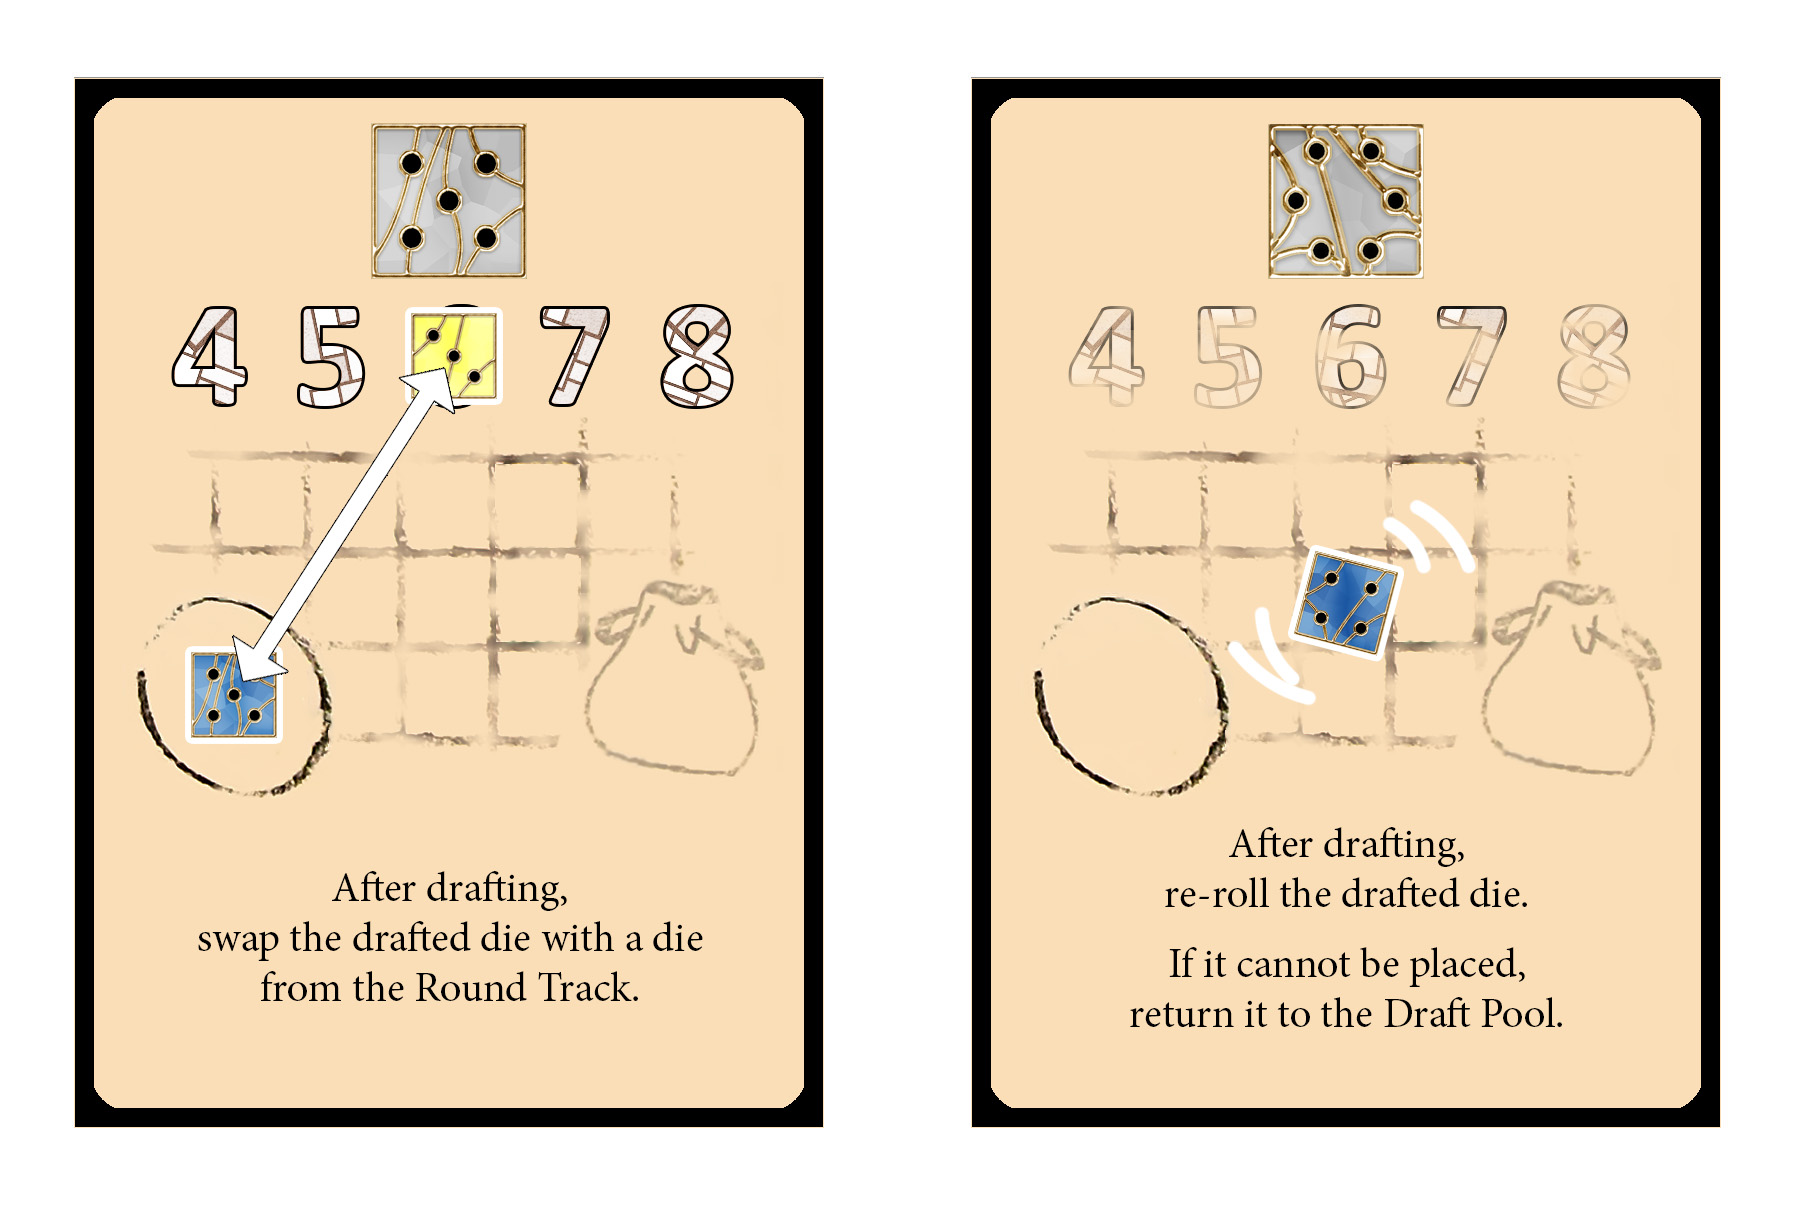 4 5 7 8
After drafting,
swap the drafted die with a die
from the Round Track.
4 5 6 7 8
After drafting,
re-roll the drafted die.
If it cannot be placed,
return it to the Draft Pool.